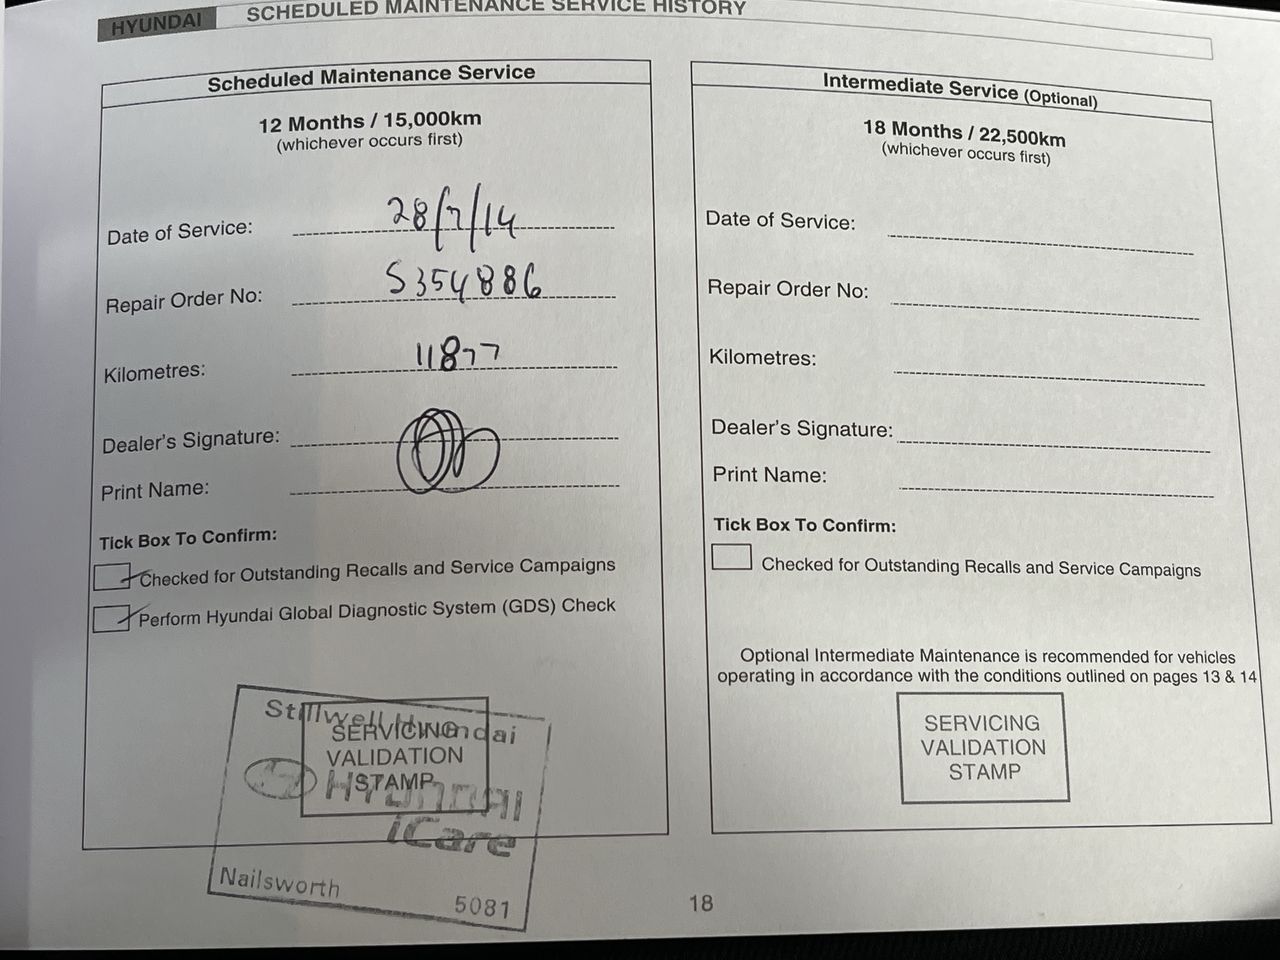 HYUNDAI
SCHEDULED MAINTENANCE SERVICE HISTORY
Scheduled Maintenance Service
12 Months / 15,000km
(whichever occurs first)
Date of Service: 28/7/14
Repair Order No: S354886
Kilometres: 11877
Dealer's Signature:
Print Name:
Tick Box To Confirm:
Checked for Outstanding Recalls and Service Campaigns
Perform Hyundai Global Diagnostic System (GDS) Check
Stillwell Hyundai
SERVICING
VALIDATION
STAMP
HYUNDAI
iCare
Nailsworth 5081
Intermediate Service (Optional)
18 Months / 22,500km
(whichever occurs first)
Date of Service:
Repair Order No:
Kilometres:
Dealer's Signature:
Print Name:
Tick Box To Confirm:
Checked for Outstanding Recalls and Service Campaigns
Optional Intermediate Maintenance is recommended for vehicles
operating in accordance with the conditions outlined on pages 13 & 14
SERVICING
VALIDATION
STAMP
18